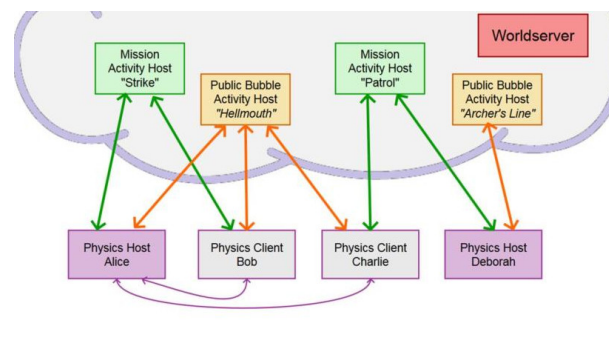 Worldserver
Mission
Activity Host
"Strike"
Public Bubble
Activity Host
"Hellmouth"
Mission
Activity Host
"Patrol"
Public Bubble
Activity Host
"Archer's Line"
Physics Host
Alice
Physics Client
Bob
Physics Client
Charlie
Physics Host
Deborah